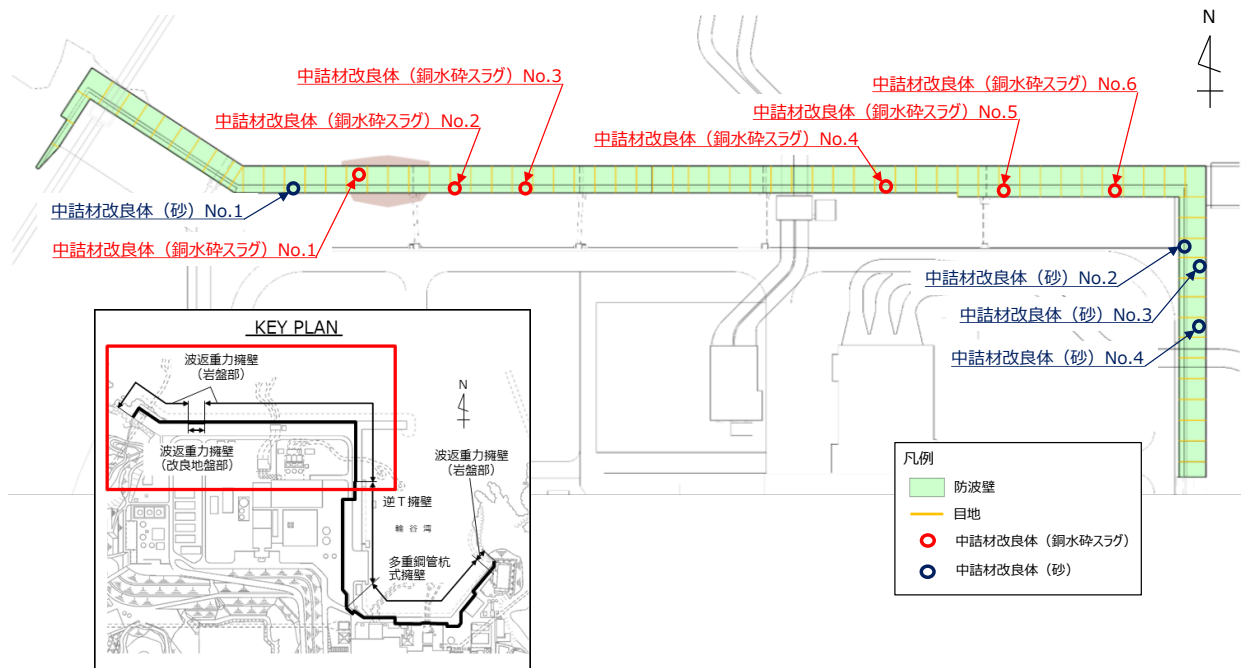 N
中詰材改良体（銅水砕スラグ）No.3
中詰材改良体（銅水砕スラグ）No.6
中詰材改良体（銅水砕スラグ）No.5
中詰材改良体（銅水砕スラグ）No.2
中詰材改良体（銅水砕スラグ）No.4
中詰材改良体（砂）No.1
中詰材改良体（銅水砕スラグ）No.1
中詰材改良体（砂）No.2
中詰材改良体（砂）No.3
中詰材改良体（砂）No.4
KEY PLAN
波返重力擁壁
（岩盤部）
N
波返重力擁壁
（改良地盤部）
波返重力擁壁
（岩盤部）
逆T擁壁
輪谷湾
多重鋼管杭
式擁壁
凡例
防波壁
目地
中詰材改良体（銅水砕スラグ）
中詰材改良体（砂）